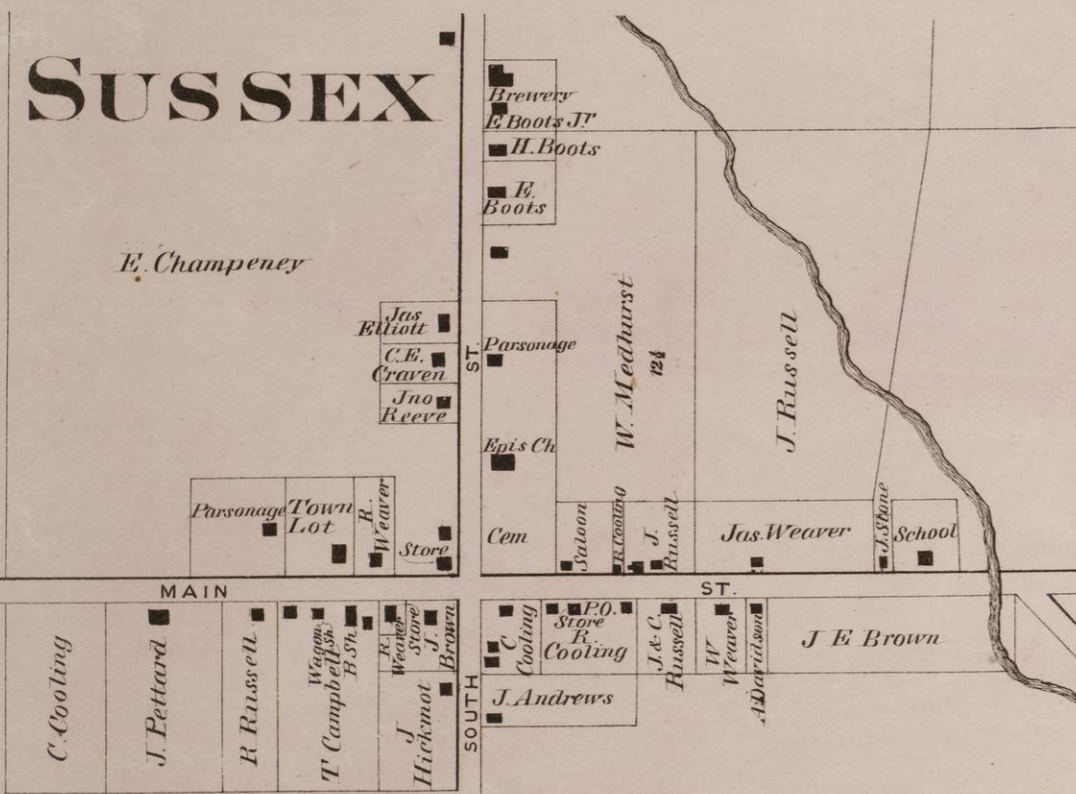 SUSSEX
Brewery
E Boots Jr
H. Boots
E.
Boots
E. Champeney
Jas
Elliott
C.E.
Craven
Jno
Reeve
ST.
Parsonage
Epis Ch
Cem
W. Medhurst
J. Russell
Parsonage
Town
Lot
R.
Weaver
Store
Saloon
R Cooling
J.
Russell
Jas. Weaver
J. Stone
School
MAIN
ST.
C. Cooling
J. Pettard
R Russell
Wagon
Sh
B. Sh
T Campbell
R.
Weaver
Store
J.
Brown
J
Hickmot
SOUTH
C
Cooling
P.O.
Store
R.
Cooling
J. & C.
Russell
W
Weaver
A Davidson
J E Brown
J. Andrews